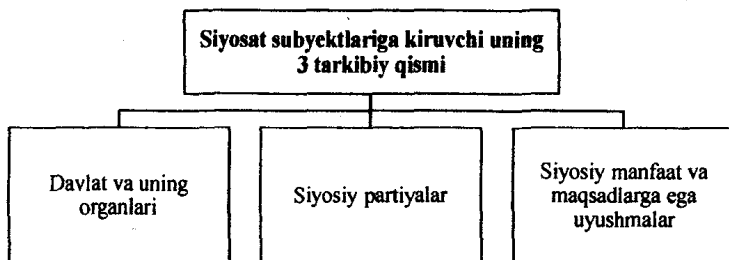 Siyosat subyektlariga kiruvchi uning
3 tarkibiy qismi
Davlat va uning
organlari
Siyosiy partiyalar
Siyosiy manfaat va
maqsadlarga ega
uyushmalar